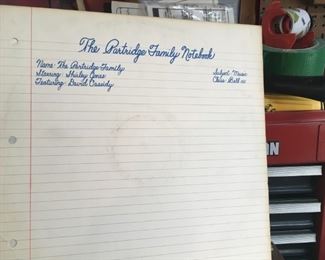 The Partridge Family Notebook
Name: The Partridge Family
Starring: Shirley Jones
Featuring: David Cassidy
Subject: Music
Class: Bell